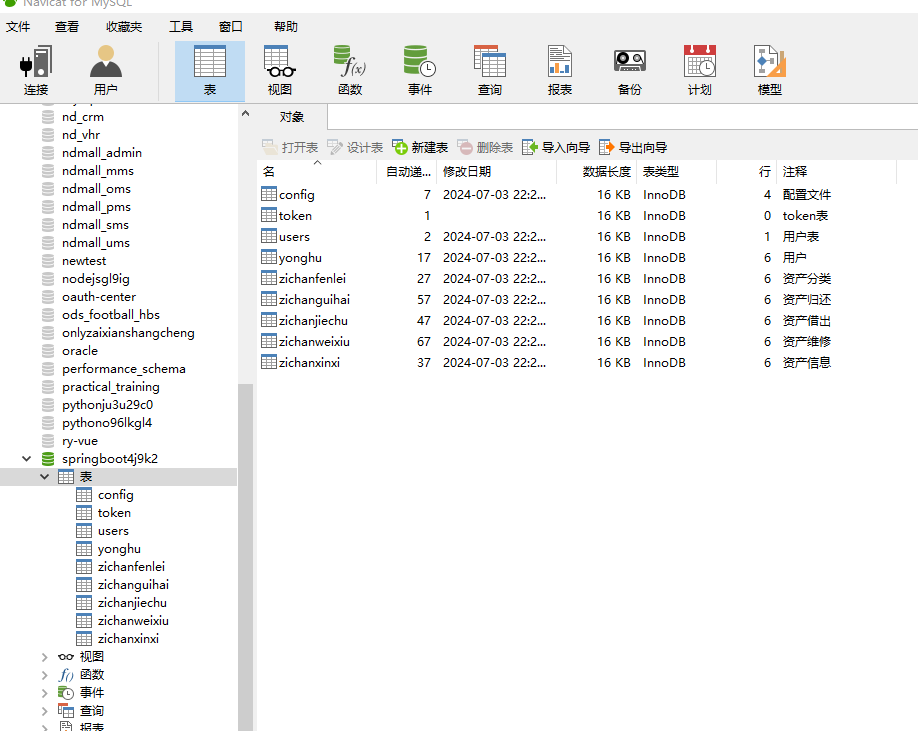 Navicat for MySQL
文件 查看 收藏夹 工具 窗口 帮助
连接 用户 表 视图 函数 事件 查询 报表 备份 计划 模型
nd_crm
nd_vhr
ndmall_admin
ndmall_mms
ndmall_oms
ndmall_pms
ndmall_sms
ndmall_ums
newtest
nodejsgl9ig
oauth-center
ods_football_hbs
onlyzaixianshangcheng
oracle
performance_schema
practical_training
pythonju3u29c0
pythono96lkgl4
ry-vue
springboot4j9k2
表
config
token
users
yonghu
zichanfenlei
zichanguihai
zichanjiechu
zichanweixiu
zichanxinxi
视图
函数
事件
查询
报表
对象
打开表 设计表 新建表 删除表 导入向导 导出向导
名 自动递... 修改日期 数据长度 表类型 行 注释
config 7 2024-07-03 22:2... 16 KB InnoDB 4 配置文件
token 1 16 KB InnoDB 0 token表
users 2 2024-07-03 22:2... 16 KB InnoDB 1 用户表
yonghu 17 2024-07-03 22:2... 16 KB InnoDB 6 用户
zichanfenlei 27 2024-07-03 22:2... 16 KB InnoDB 6 资产分类
zichanguihai 57 2024-07-03 22:2... 16 KB InnoDB 6 资产归还
zichanjiechu 47 2024-07-03 22:2... 16 KB InnoDB 6 资产借出
zichanweixiu 67 2024-07-03 22:2... 16 KB InnoDB 6 资产维修
zichanxinxi 37 2024-07-03 22:2... 16 KB InnoDB 6 资产信息